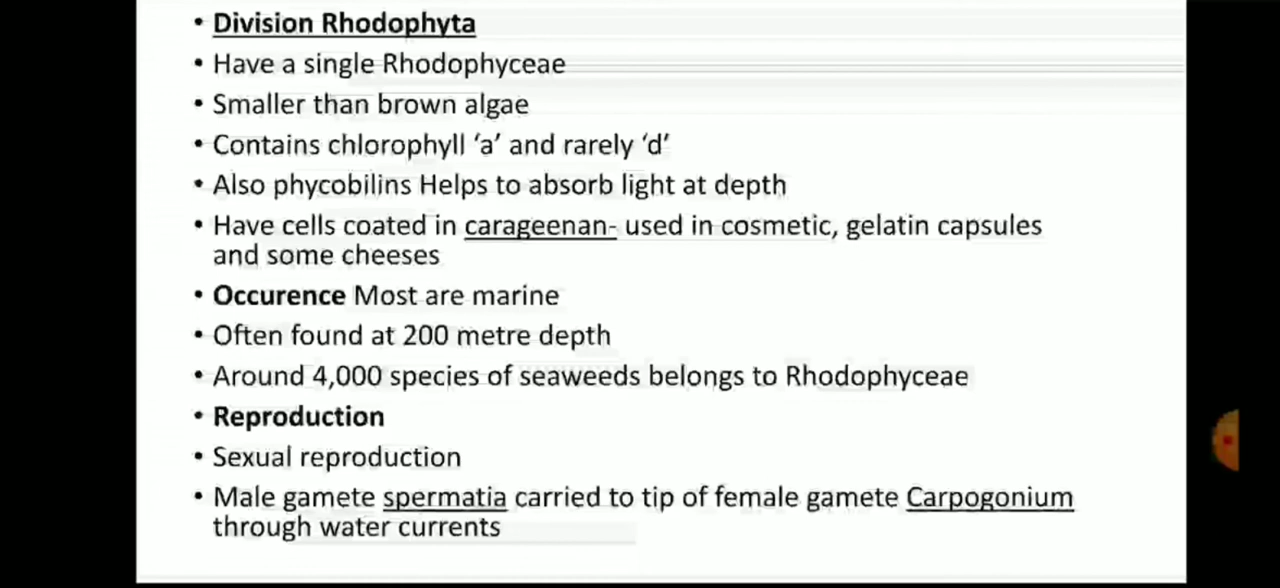 • Division Rhodophyta
• Have a single Rhodophyceae
• Smaller than brown algae
• Contains chlorophyll ‘a’ and rarely ‘d’
• Also phycobilins Helps to absorb light at depth
• Have cells coated in carageenan- used in cosmetic, gelatin capsules
and some cheeses
• Occurence Most are marine
• Often found at 200 metre depth
• Around 4,000 species of seaweeds belongs to Rhodophyceae
• Reproduction
• Sexual reproduction
• Male gamete spermatia carried to tip of female gamete Carpogonium
through water currents